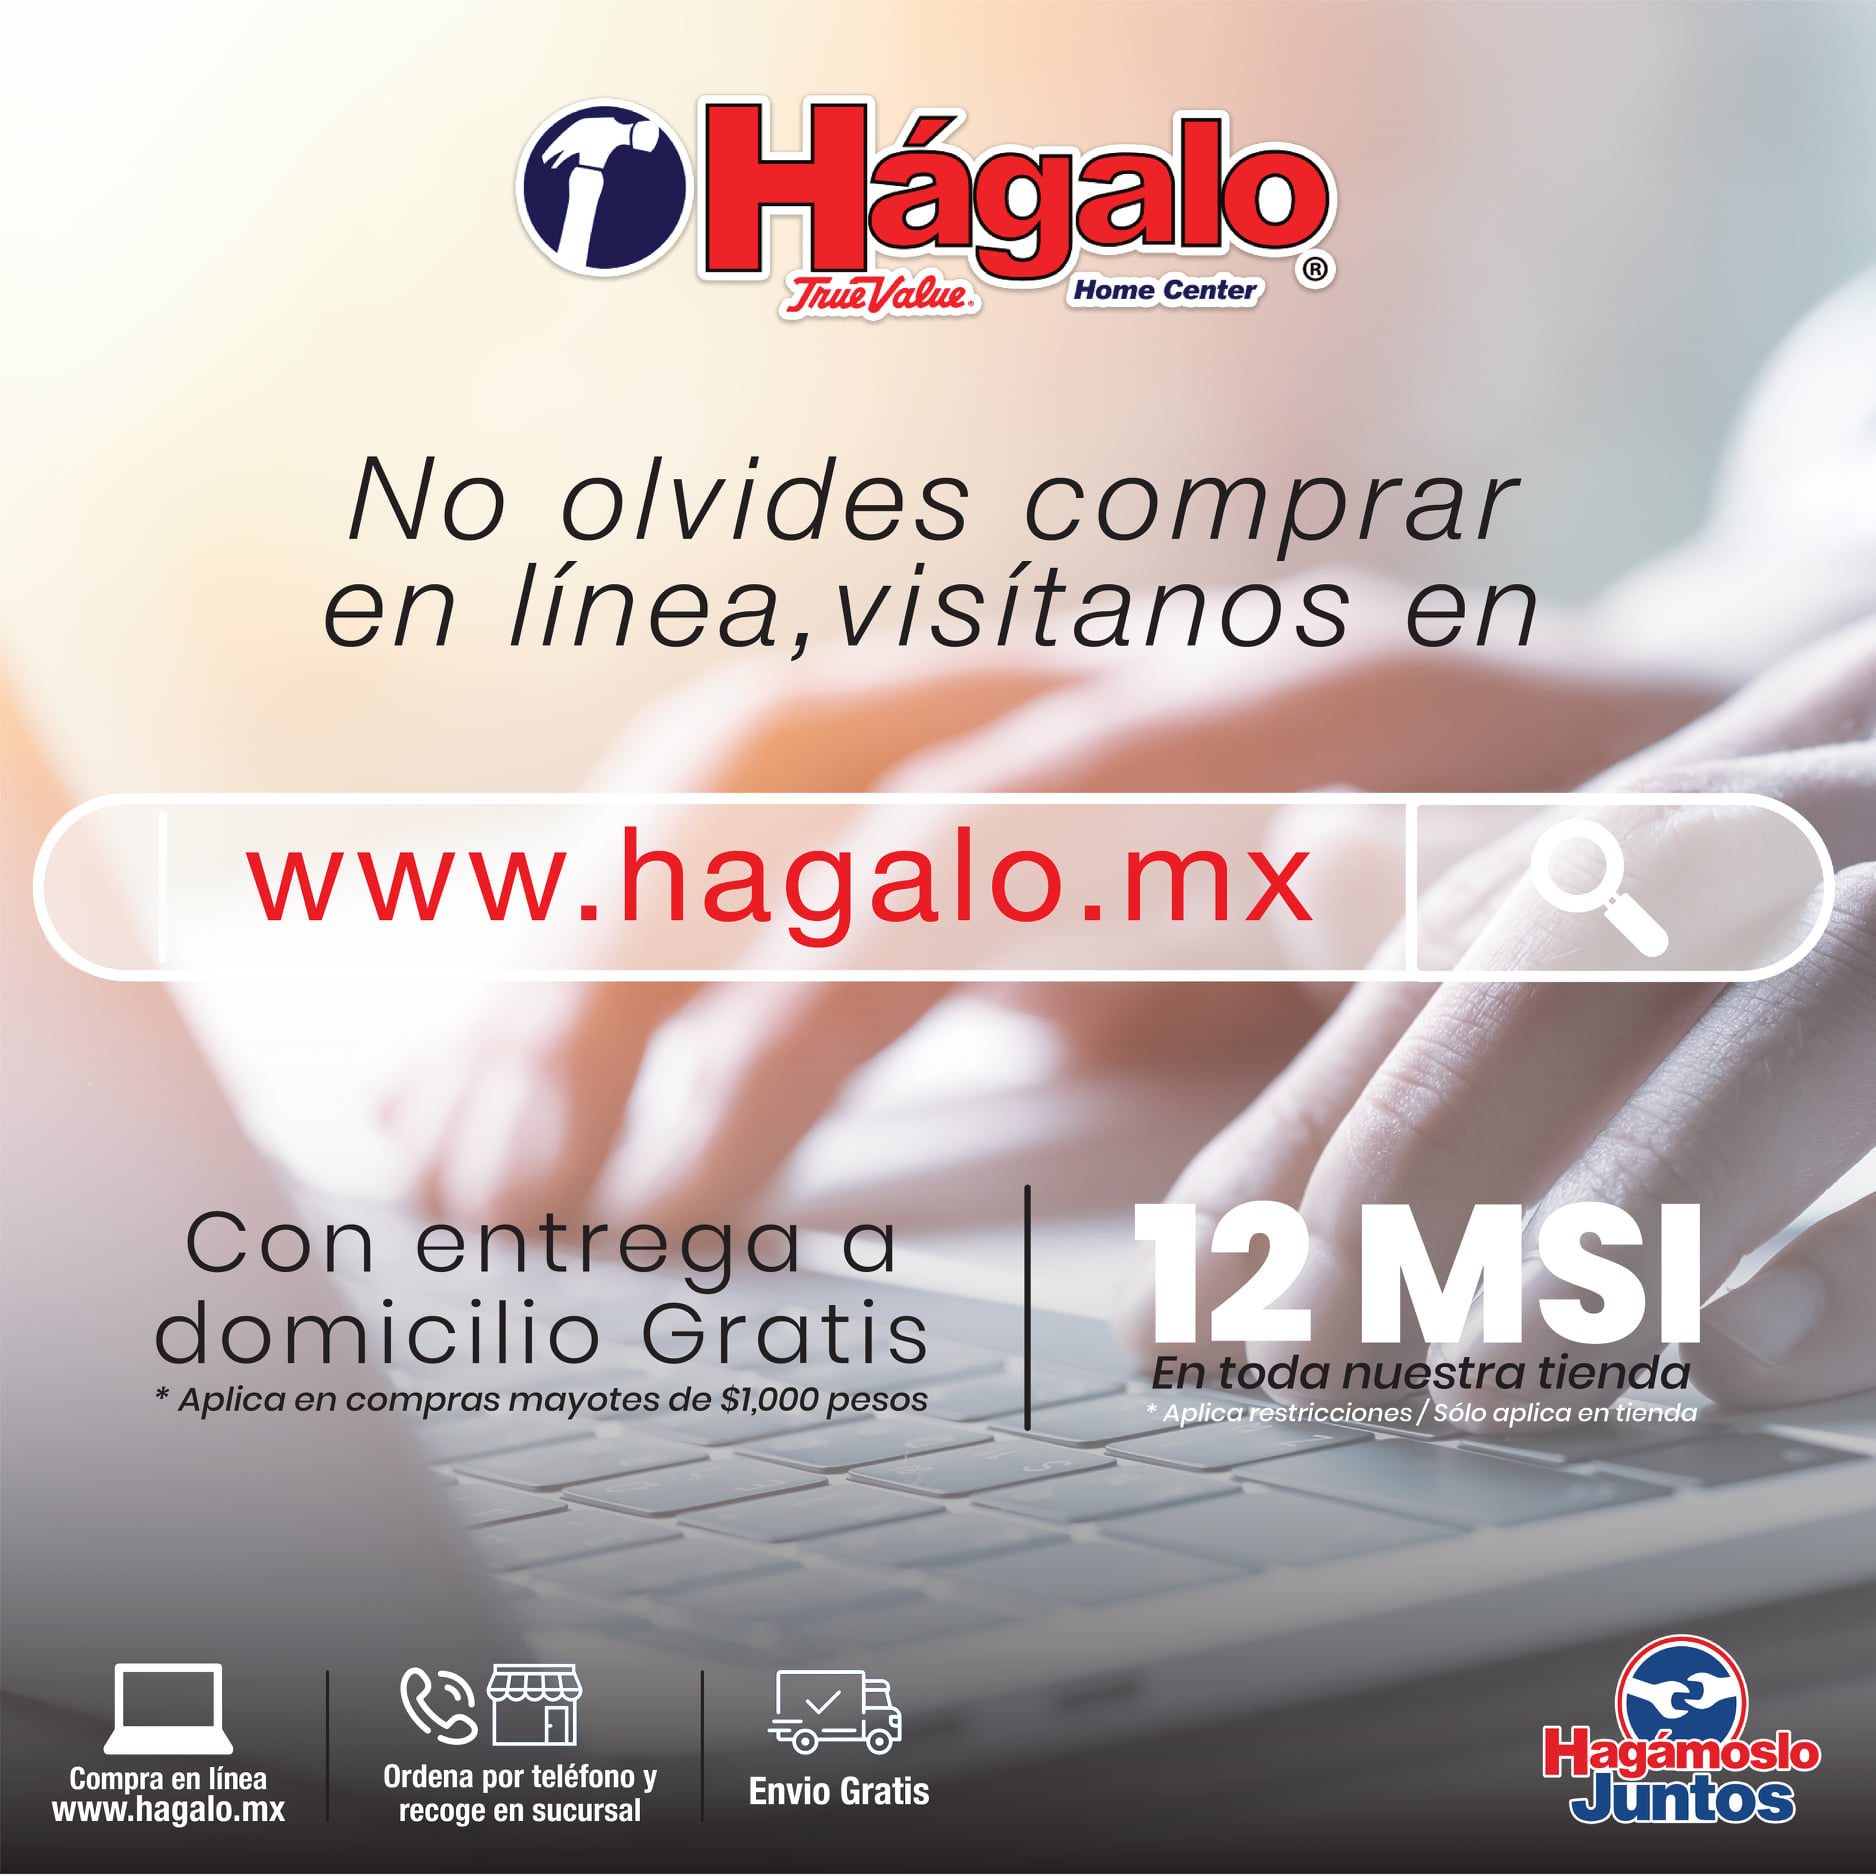 Hágalo®
True Value® Home Center
No olvides comprar
en línea,visítanos en
www.hagalo.mx
Con entrega a
domicilio Gratis
* Aplica en compras mayotes de $1,000 pesos
12 MSI
En toda nuestra tienda
* Aplica restricciones / Sólo aplica en tienda
Compra en línea
www.hagalo.mx
Ordena por teléfono y
recoge en sucursal
Envio Gratis
Hagámoslo
Juntos